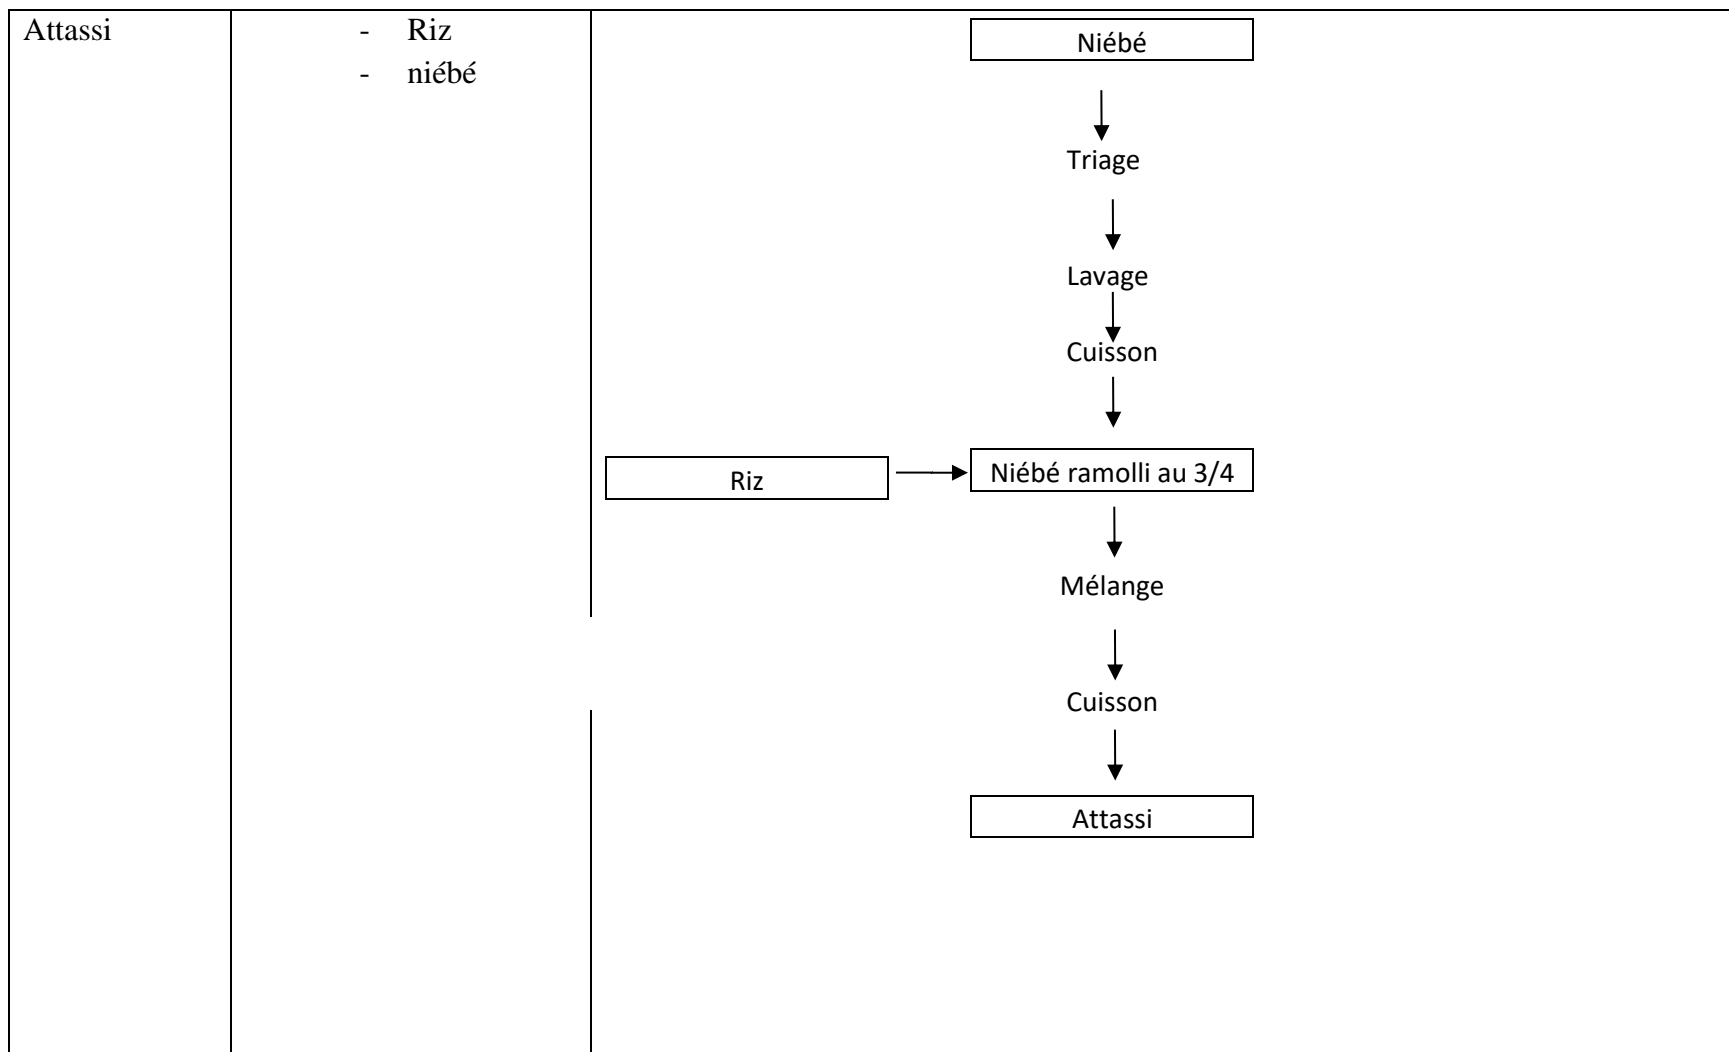 Attassi
- Riz
- niébé
Niébé
Triage
Lavage
Cuisson
Riz
Niébé ramolli au 3/4
Mélange
Cuisson
Attassi